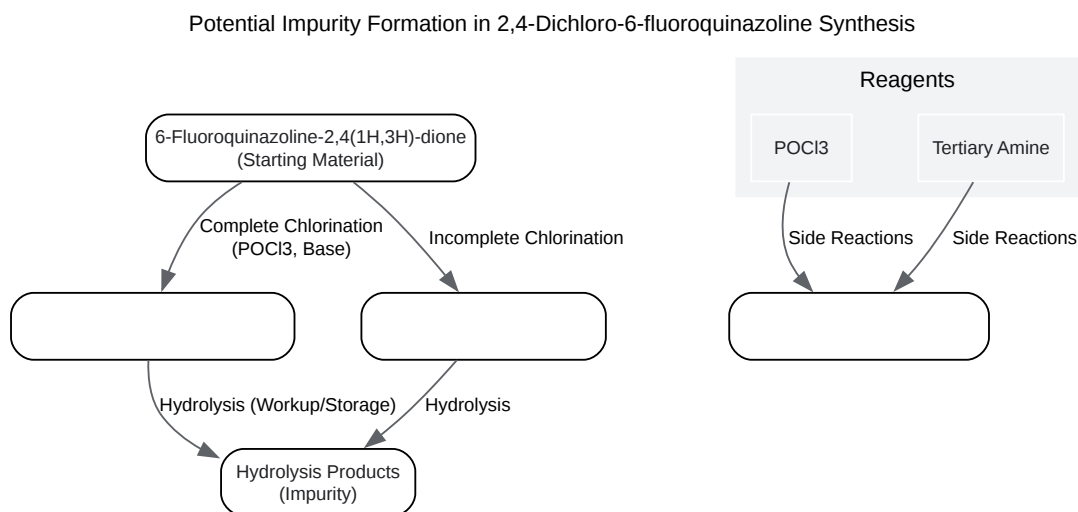 Potential Impurity Formation in 2,4-Dichloro-6-fluoroquinazoline Synthesis
Reagents
6-Fluoroquinazoline-2,4(1H,3H)-dione
(Starting Material)
POCl3
Tertiary Amine
Complete Chlorination
(POCl3, Base)
Incomplete Chlorination
Side Reactions
Side Reactions
Hydrolysis (Workup/Storage)
Hydrolysis
Hydrolysis Products
(Impurity)